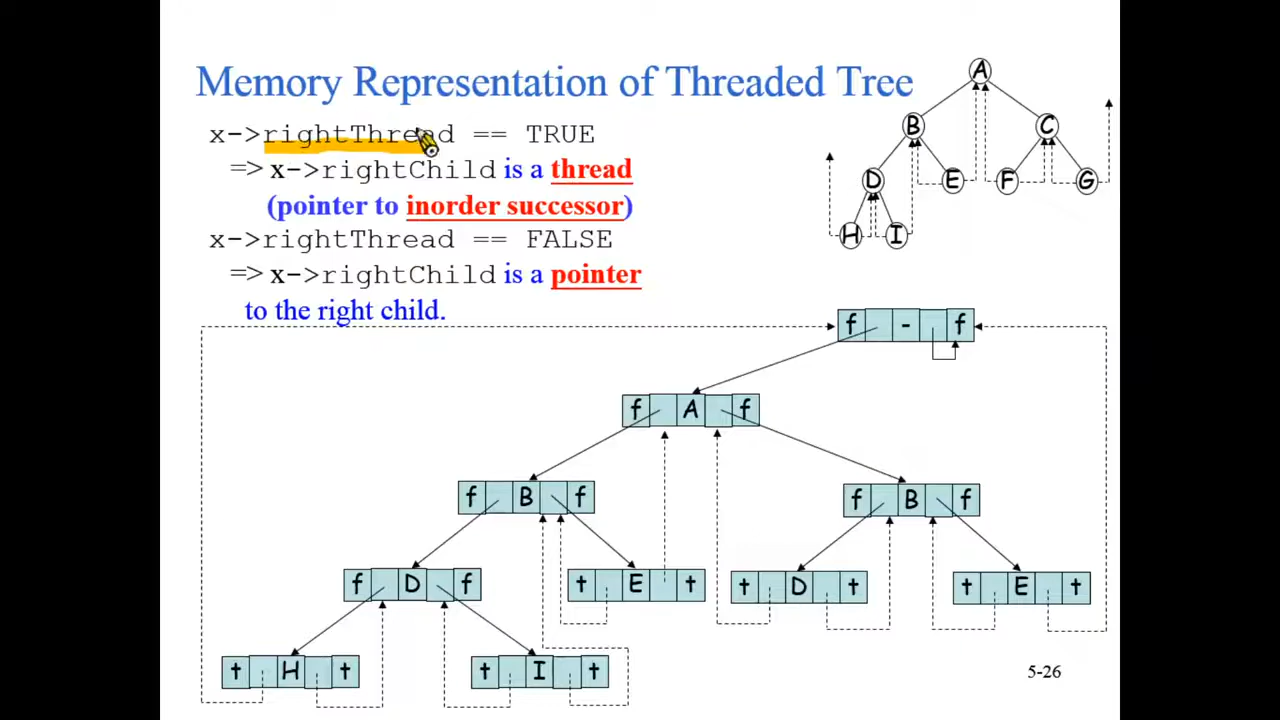 Memory Representation of Threaded Tree
x->rightThread == TRUE
=> x->rightChild is a thread
(pointer to inorder successor)
x->rightThread == FALSE
=> x->rightChild is a pointer
to the right child.
A
B C
D E F G
H I
f - f
f A f
f B f f B f
f D f t E t t D t t E t
t H t t I t
5-26